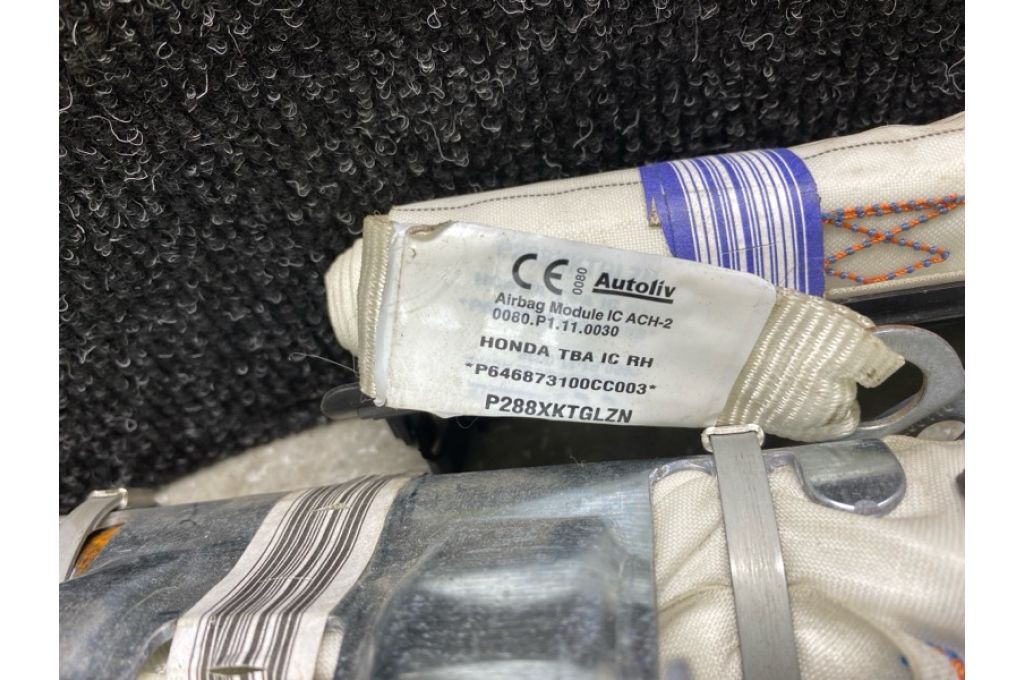 CE 0080 Autoliv
Airbag Module IC ACH-2
0080.P1.11.0030
HONDA TBA IC RH
*P646873100CC003*
P288XKTGLZN